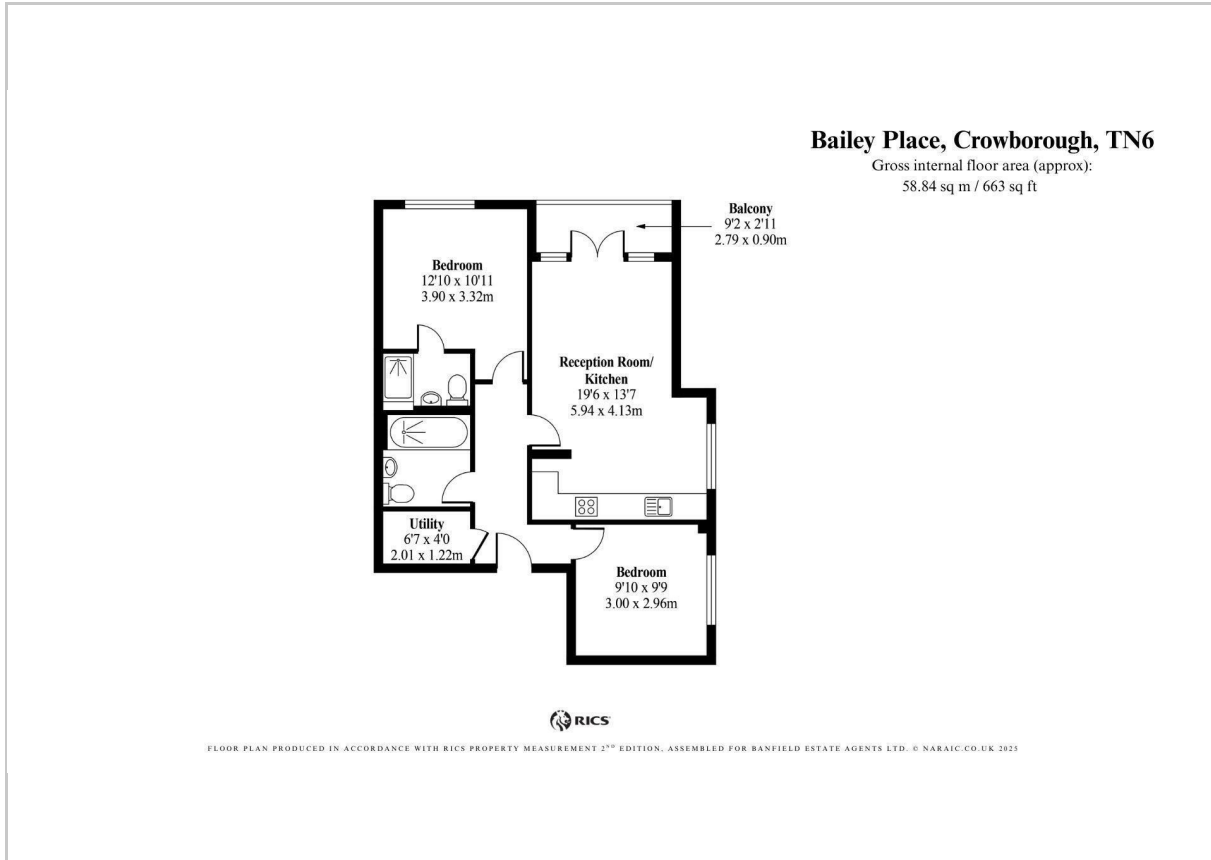 Bailey Place, Crowborough, TN6
Gross internal floor area (approx):
58.84 sq m / 663 sq ft
Balcony
9'2 x 2'11
2.79 x 0.90m
Bedroom
12'10 x 10'11
3.90 x 3.32m
Reception Room/
Kitchen
19'6 x 13'7
5.94 x 4.13m
Utility
6'7 x 4'0
2.01 x 1.22m
Bedroom
9'10 x 9'9
3.00 x 2.96m
RICS
FLOOR PLAN PRODUCED IN ACCORDANCE WITH RICS PROPERTY MEASUREMENT 2ND EDITION, ASSEMBLED FOR BANFIELD ESTATE AGENTS LTD. © NARAIC.CO.UK 2025